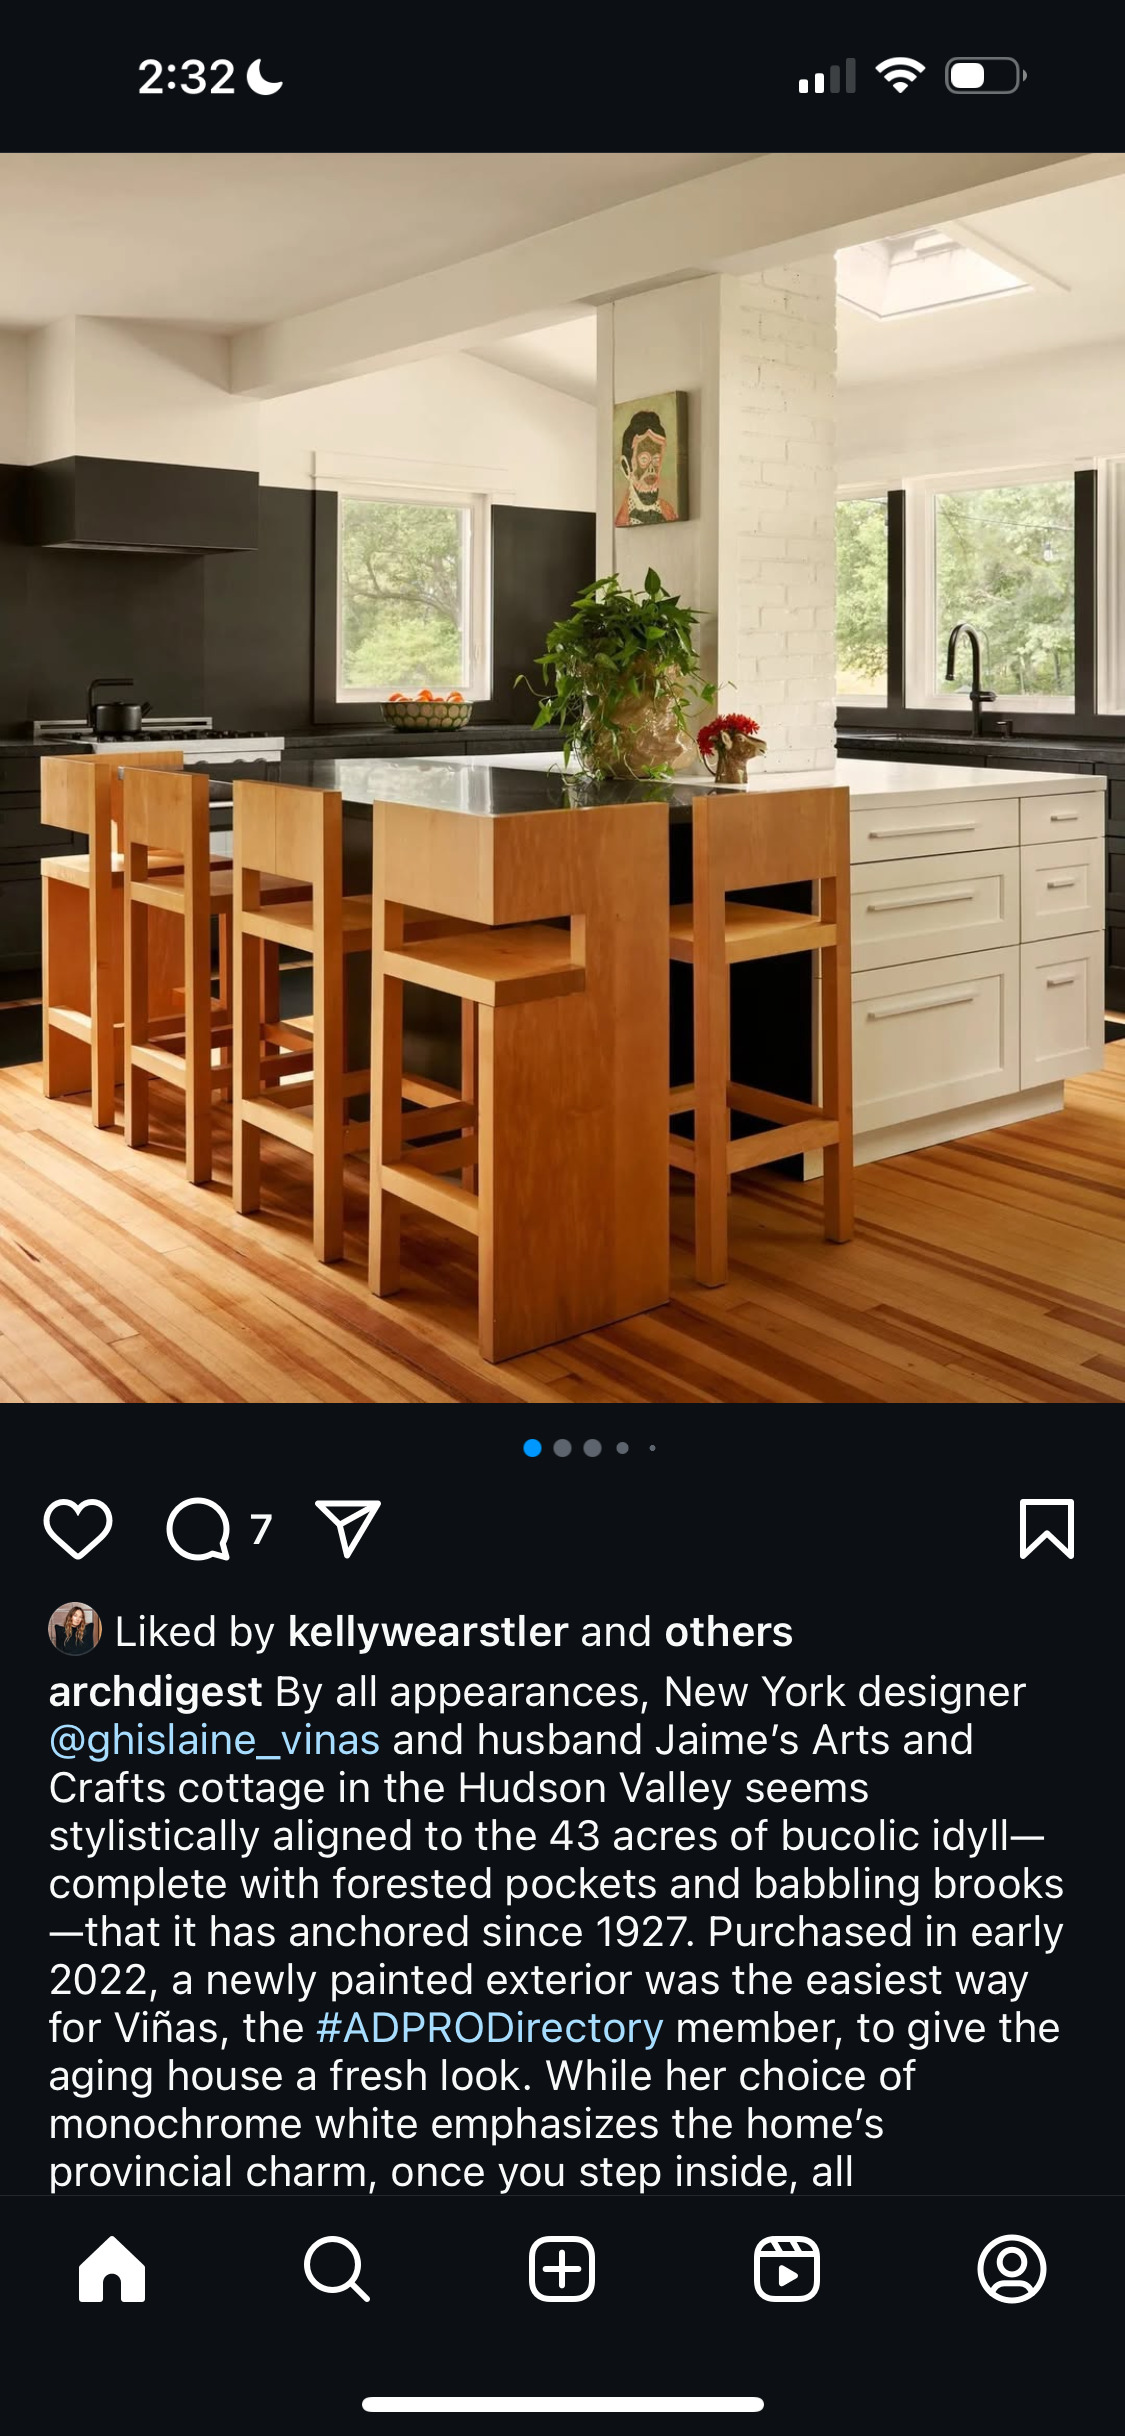 2:32
7
Liked by kellywearstler and others
archdigest By all appearances, New York designer
@ghislaine_vinas and husband Jaime’s Arts and
Crafts cottage in the Hudson Valley seems
stylistically aligned to the 43 acres of bucolic idyll—
complete with forested pockets and babbling brooks
—that it has anchored since 1927. Purchased in early
2022, a newly painted exterior was the easiest way
for Viñas, the #ADPRODirectory member, to give the
aging house a fresh look. While her choice of
monochrome white emphasizes the home’s
provincial charm, once you step inside, all